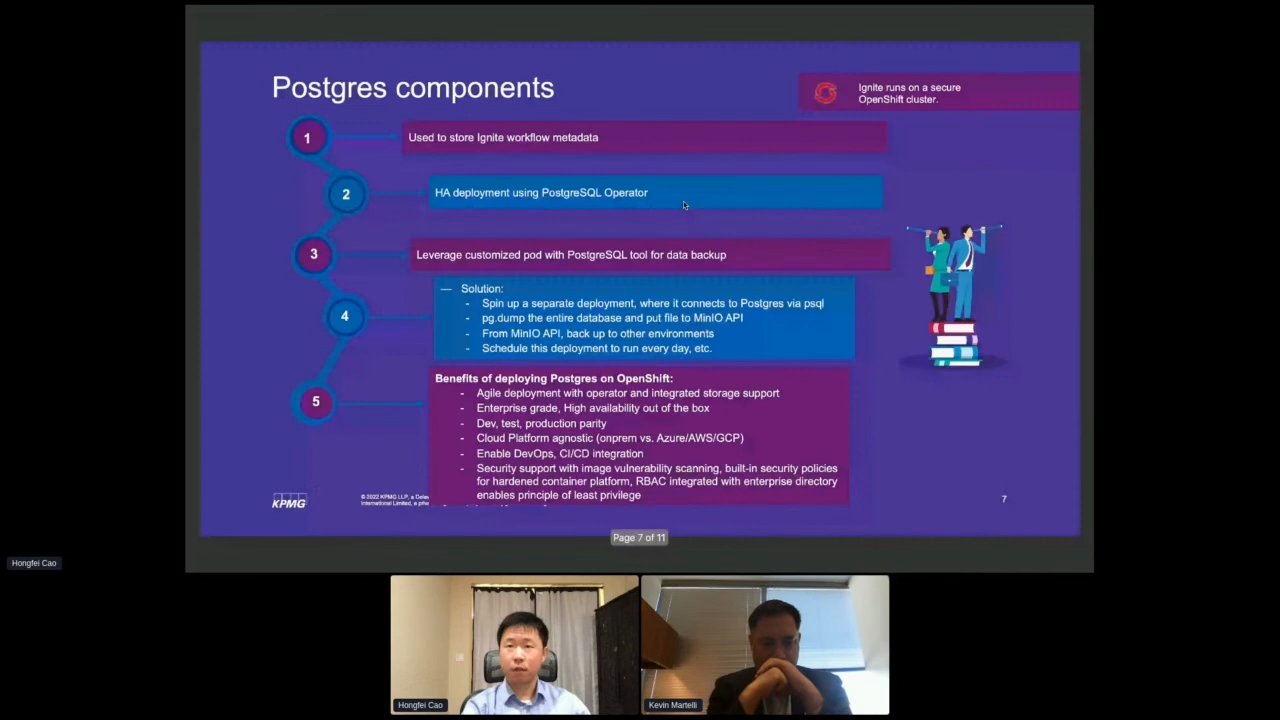 Postgres components
Ignite runs on a secure
OpenShift cluster.
1
Used to store Ignite workflow metadata
2
HA deployment using PostgreSQL Operator
3
Leverage customized pod with PostgreSQL tool for data backup
4
— Solution:
- Spin up a separate deployment, where it connects to Postgres via psql
- pg.dump the entire database and put file to MinIO API
- From MinIO API, back up to other environments
- Schedule this deployment to run every day, etc.
5
Benefits of deploying Postgres on OpenShift:
- Agile deployment with operator and integrated storage support
- Enterprise grade, High availability out of the box
- Dev, test, production parity
- Cloud Platform agnostic (onprem vs. Azure/AWS/GCP)
- Enable DevOps, CI/CD integration
- Security support with image vulnerability scanning, built-in security policies
for hardened container platform, RBAC integrated with enterprise directory
enables principle of least privilege
KPMG
© 2022 KPMG LLP, a
International Limited, a
7
Page 7 of 11
Hongfei Cao
Hongfei Cao
Kevin Martelli